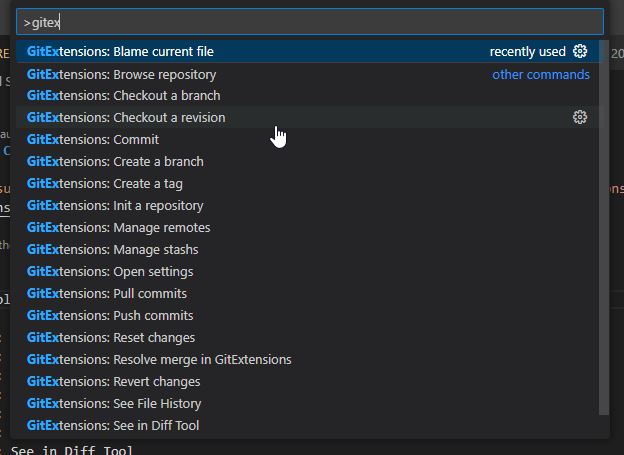 >gitex
GitExtensions: Blame current file recently used
GitExtensions: Browse repository other commands
GitExtensions: Checkout a branch
GitExtensions: Checkout a revision
GitExtensions: Commit
GitExtensions: Create a branch
GitExtensions: Create a tag
GitExtensions: Init a repository
GitExtensions: Manage remotes
GitExtensions: Manage stashs
GitExtensions: Open settings
GitExtensions: Pull commits
GitExtensions: Push commits
GitExtensions: Reset changes
GitExtensions: Resolve merge in GitExtensions
GitExtensions: Revert changes
GitExtensions: See File History
GitExtensions: See in Diff Tool
: See in Diff Tool